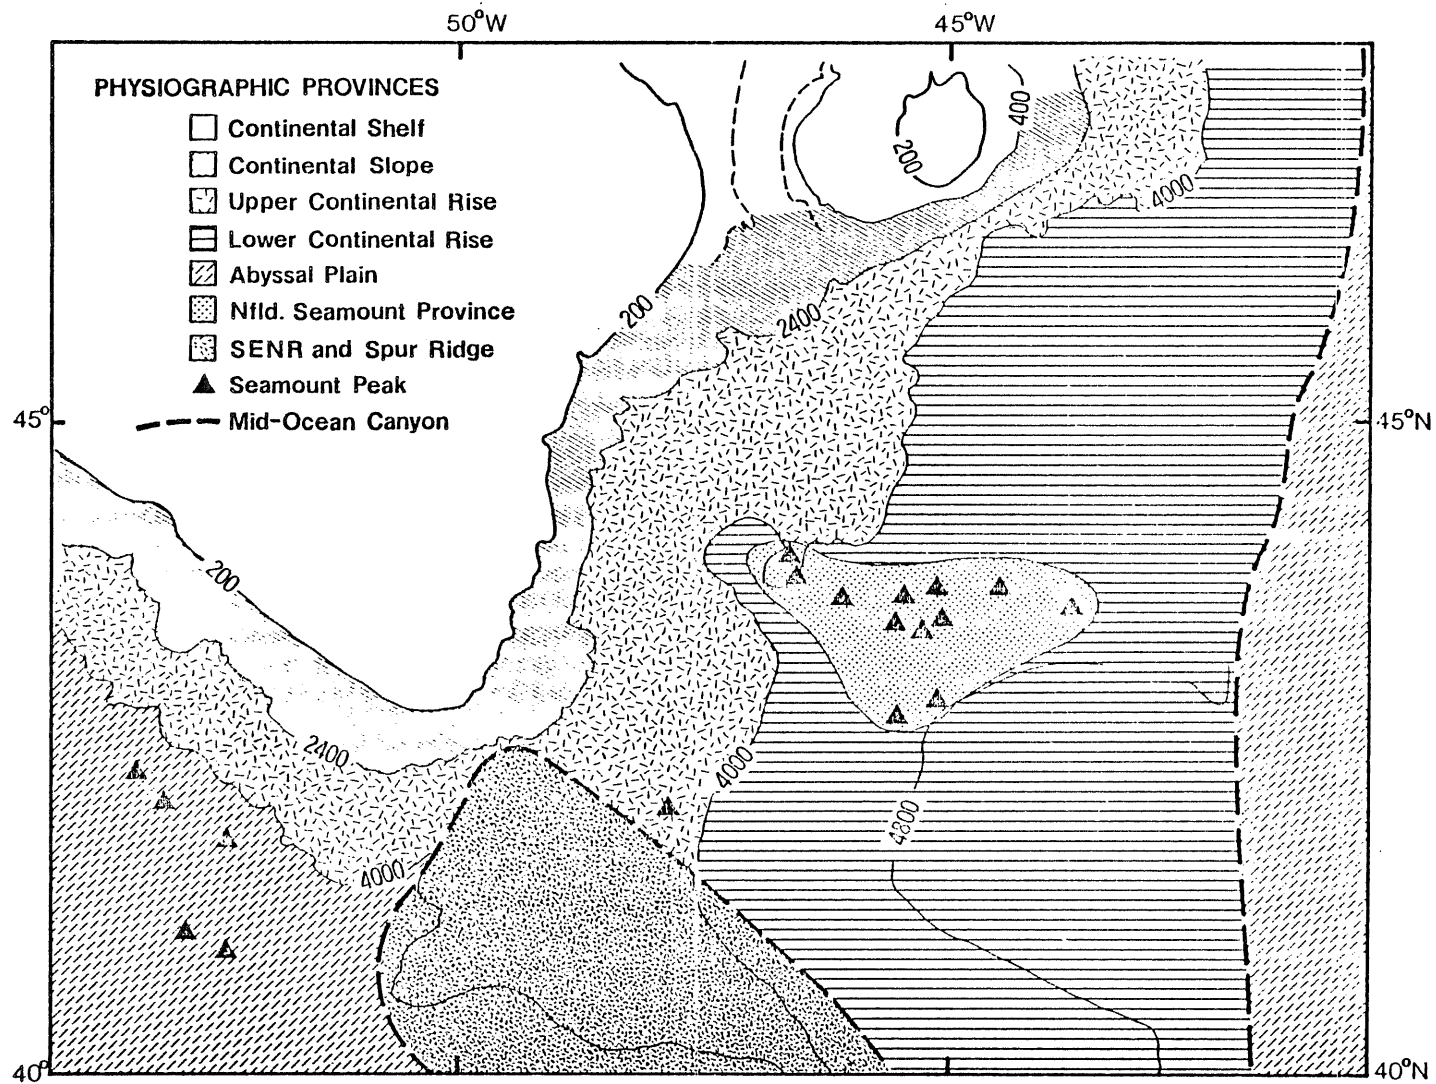 50°W 45°W
PHYSIOGRAPHIC PROVINCES
Continental Shelf
Continental Slope
Upper Continental Rise
Lower Continental Rise
Abyssal Plain
Nfld. Seamount Province
SENR and Spur Ridge
Seamount Peak
Mid-Ocean Canyon
400
200
4000
200
2400
45° 45°N
200
2400
4000
4800
4000
40° 40°N